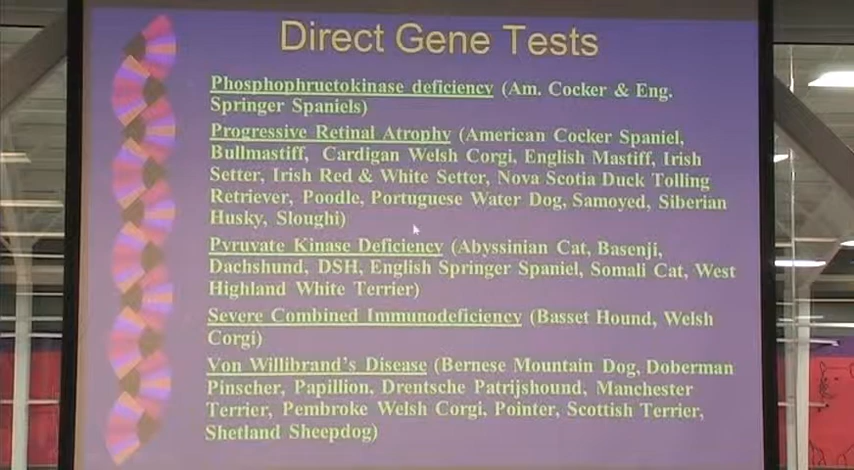 Direct Gene Tests
Phosphophructokinase deficiency (Am. Cocker & Eng.
Springer Spaniels)
Progressive Retinal Atrophy (American Cocker Spaniel,
Bullmastiff, Cardigan Welsh Corgi, English Mastiff, Irish
Setter, Irish Red & White Setter, Nova Scotia Duck Tolling
Retriever, Poodle, Portuguese Water Dog, Samoyed, Siberian
Husky, Sloughi)
Pyruvate Kinase Deficiency (Abyssinian Cat, Basenji,
Dachshund, DSH, English Springer Spaniel, Somali Cat, West
Highland White Terrier)
Severe Combined Immunodeficiency (Basset Hound, Welsh
Corgi)
Von Willibrand's Disease (Bernese Mountain Dog, Doberman
Pinscher, Papillion, Drentsche Patrijshound, Manchester
Terrier, Pembroke Welsh Corgi, Pointer, Scottish Terrier,
Shetland Sheepdog)